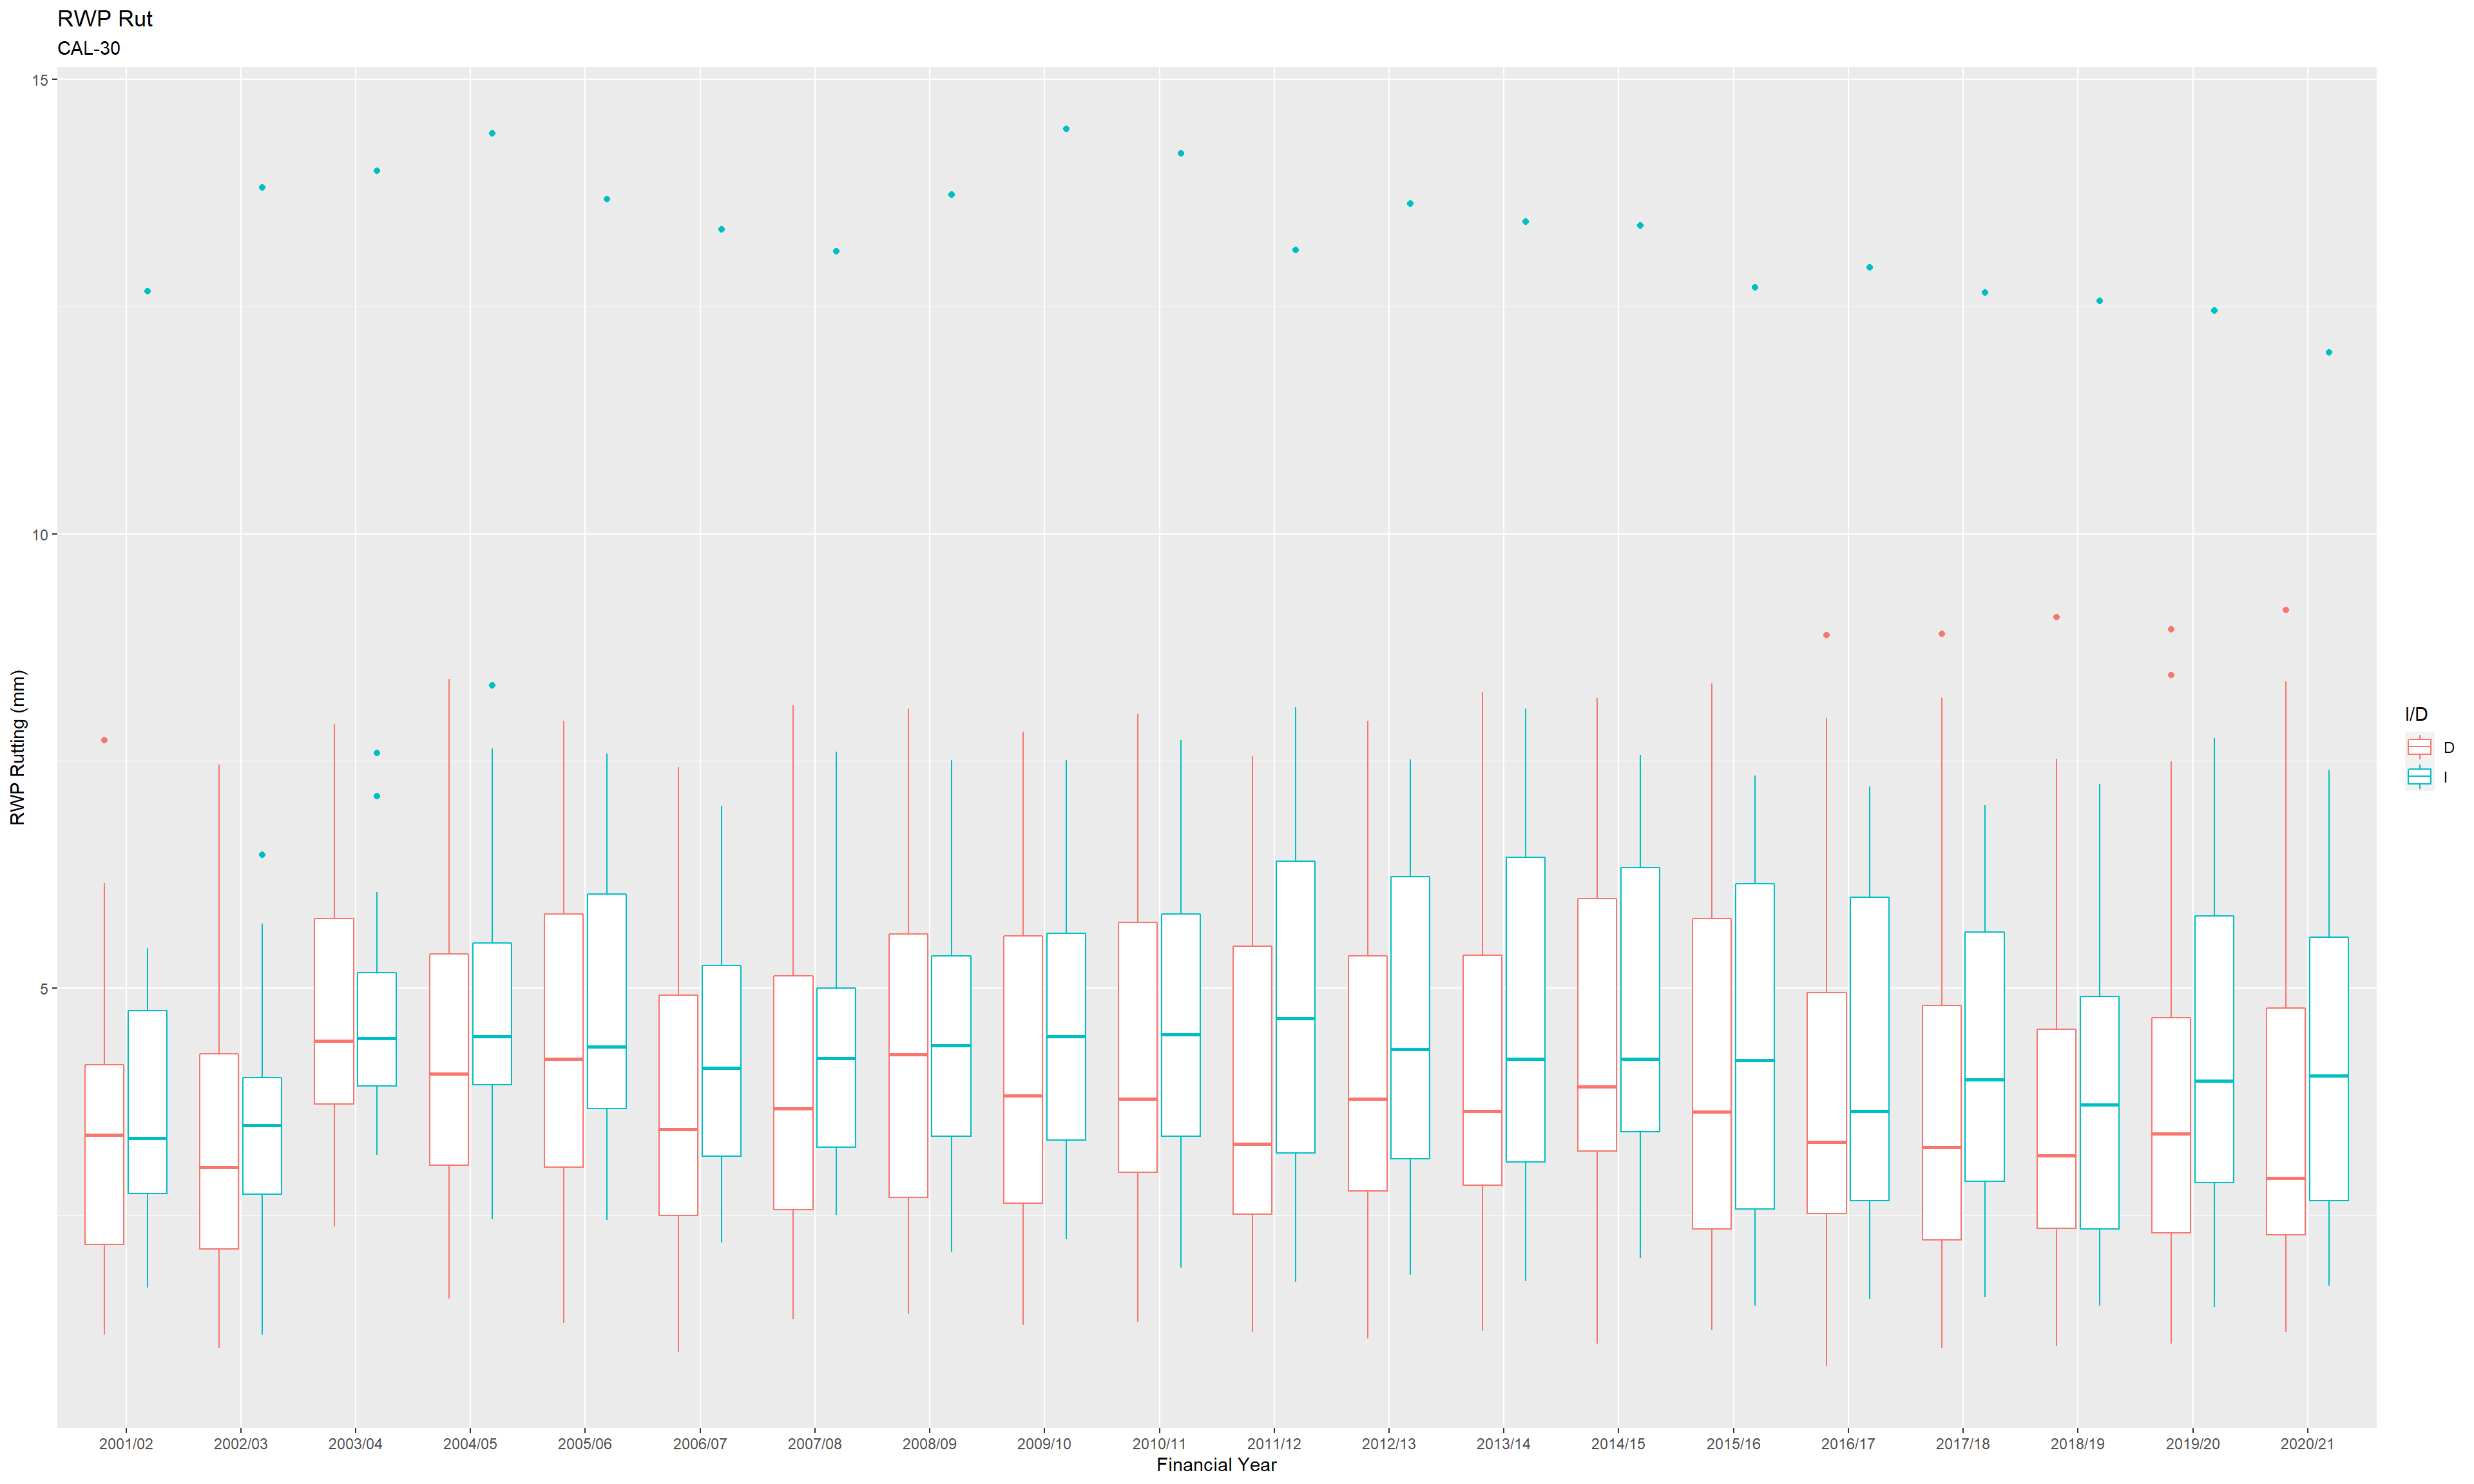 RWP Rut
CAL-30
15
10
5
RWP Rutting (mm)
2001/02 2002/03 2003/04 2004/05 2005/06 2006/07 2007/08 2008/09 2009/10 2010/11 2011/12 2012/13 2013/14 2014/15 2015/16 2016/17 2017/18 2018/19 2019/20 2020/21
Financial Year
I/D
D
I